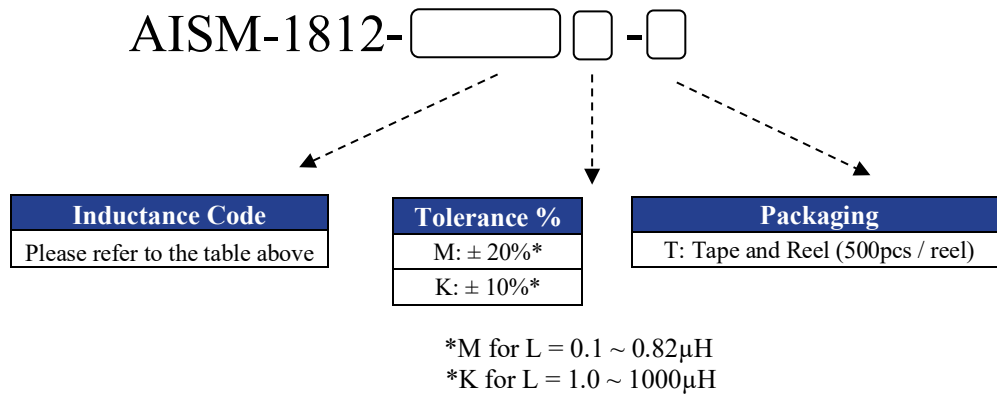 AISM-1812- -
Inductance Code
Please refer to the table above
Tolerance %
M: ± 20%*
K: ± 10%*
Packaging
T: Tape and Reel (500pcs / reel)
*M for L = 0.1 ~ 0.82µH
*K for L = 1.0 ~ 1000µH